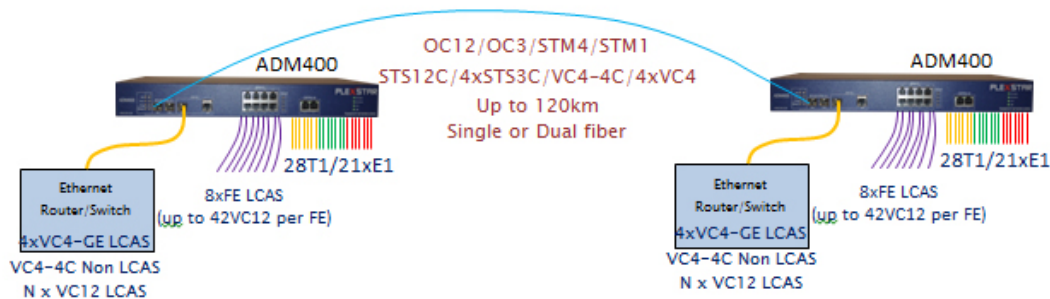 OC12/OC3/STM4/STM1
STS12C/4xSTS3C/VC4-4C/4xVC4
Up to 120km
Single or Dual fiber
ADM400
PLEXSTAR
28T1/21xE1
8xFE LCAS
(up to 42VC12 per FE)
Ethernet
Router/Switch
4xVC4-GE LCAS
VC4-4C Non LCAS
N x VC12 LCAS
ADM400
PLEXSTAR
28T1/21xE1
8xFE LCAS
(up to 42VC12 per FE)
Ethernet
Router/Switch
4xVC4-GE LCAS
VC4-4C Non LCAS
N x VC12 LCAS